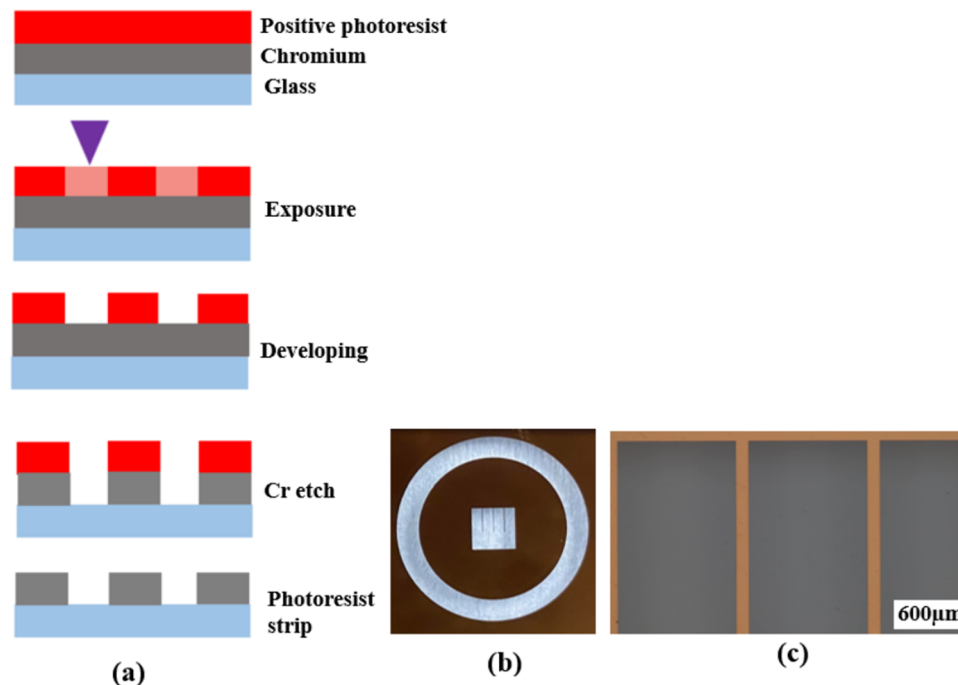 Positive photoresist
Chromium
Glass
Exposure
Developing
Cr etch
Photoresist
strip
600μm
(a)
(b)
(c)